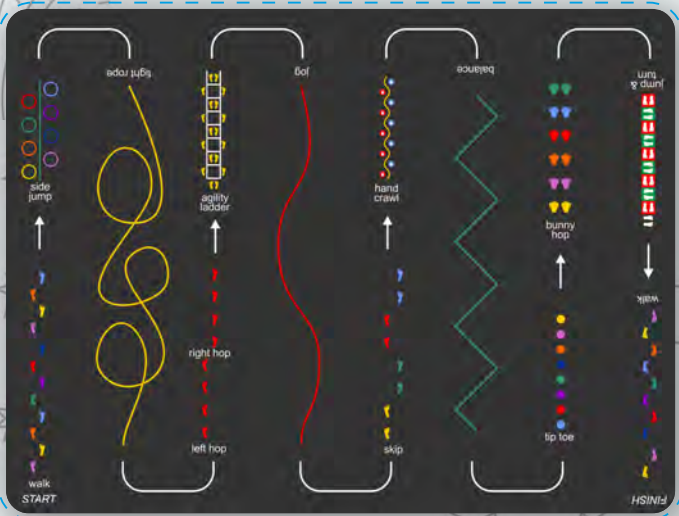 tight rope
jog
balance
jump &
turn
side
jump
agility
ladder
hand
crawl
bunny
hop
walk
right hop
left hop
skip
tip toe
walk
START
FINISH